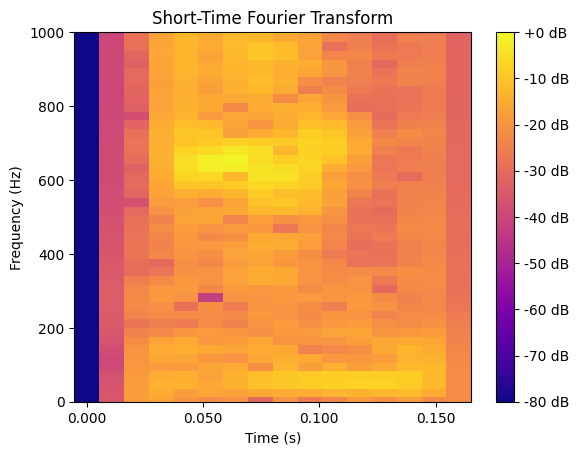 Short-Time Fourier Transform
1000
800
600
400
200
0
Frequency (Hz)
0.000
0.050
0.100
0.150
Time (s)
+0 dB
-10 dB
-20 dB
-30 dB
-40 dB
-50 dB
-60 dB
-70 dB
-80 dB